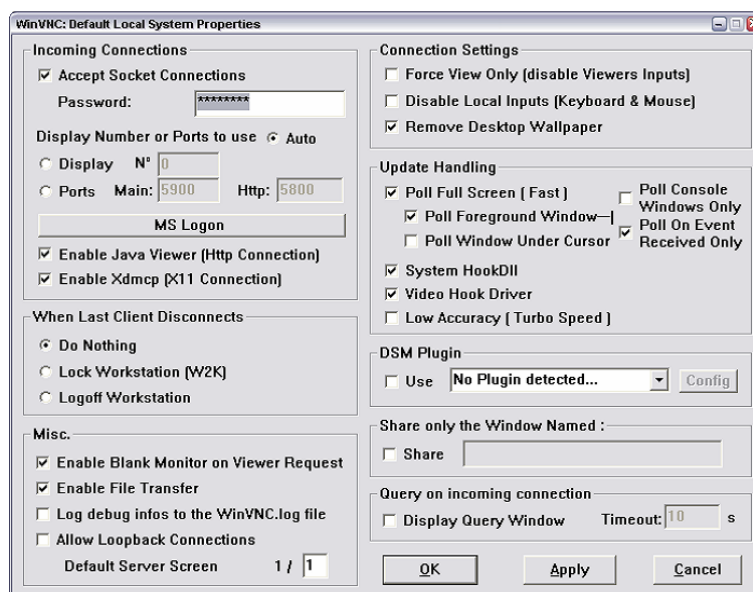 WinVNC: Default Local System Properties
Incoming Connections
Accept Socket Connections
Password: ********
Display Number or Ports to use Auto
Display N° 0
Ports Main: 5900 Http: 5800
MS Logon
Enable Java Viewer (Http Connection)
Enable Xdmcp (X11 Connection)
When Last Client Disconnects
Do Nothing
Lock Workstation (W2K)
Logoff Workstation
Misc.
Enable Blank Monitor on Viewer Request
Enable File Transfer
Log debug infos to the WinVNC.log file
Allow Loopback Connections
Default Server Screen 1 / 1
Connection Settings
Force View Only (disable Viewers Inputs)
Disable Local Inputs (Keyboard & Mouse)
Remove Desktop Wallpaper
Update Handling
Poll Full Screen ( Fast )
Poll Foreground Window
Poll Window Under Cursor
Poll Console
Windows Only
Poll On Event
Received Only
System HookDll
Video Hook Driver
Low Accuracy ( Turbo Speed )
DSM Plugin
Use No Plugin detected... Config
Share only the Window Named :
Share
Query on incoming connection
Display Query Window Timeout: 10 s
OK Apply Cancel